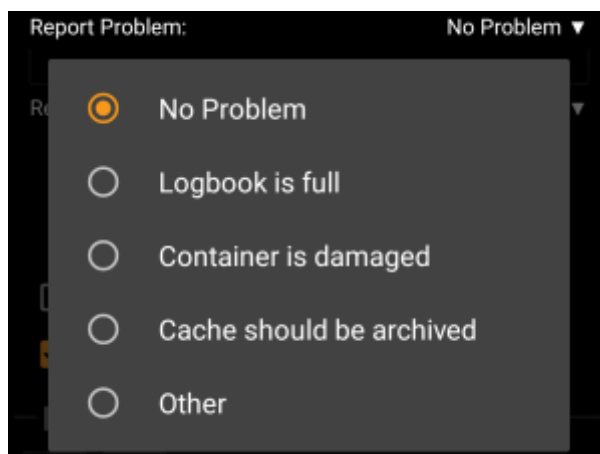 Report Problem: No Problem ▼
No Problem
Logbook is full
Container is damaged
Cache should be archived
Other